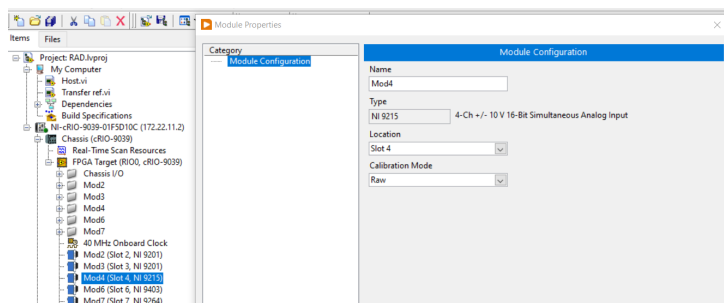 Module Properties
Items Files
Project: RAD.lvproj
My Computer
Host.vi
Transfer ref.vi
Dependencies
Build Specifications
NI-cRIO-9039-01F5D10C (172.22.11.2)
Chassis (cRIO-9039)
Real-Time Scan Resources
FPGA Target (RIO0, cRIO-9039)
Chassis I/O
Mod2
Mod3
Mod4
Mod6
Mod7
40 MHz Onboard Clock
Mod2 (Slot 2, NI 9201)
Mod3 (Slot 3, NI 9201)
Mod4 (Slot 4, NI 9215)
Mod6 (Slot 6, NI 9403)
Mod7 (Slot 7, NI 9264)
Category
Module Configuration
Module Configuration
Name
Mod4
Type
NI 9215 4-Ch +/- 10 V 16-Bit Simultaneous Analog Input
Location
Slot 4
Calibration Mode
Raw